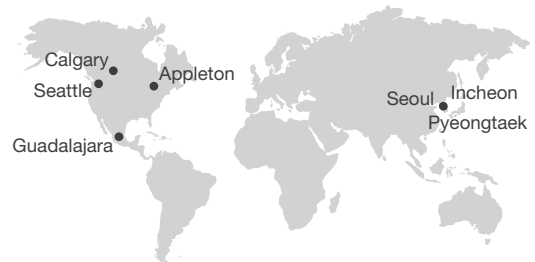 Calgary
Appleton
Seattle
Seoul
Incheon
Pyeongtaek
Guadalajara